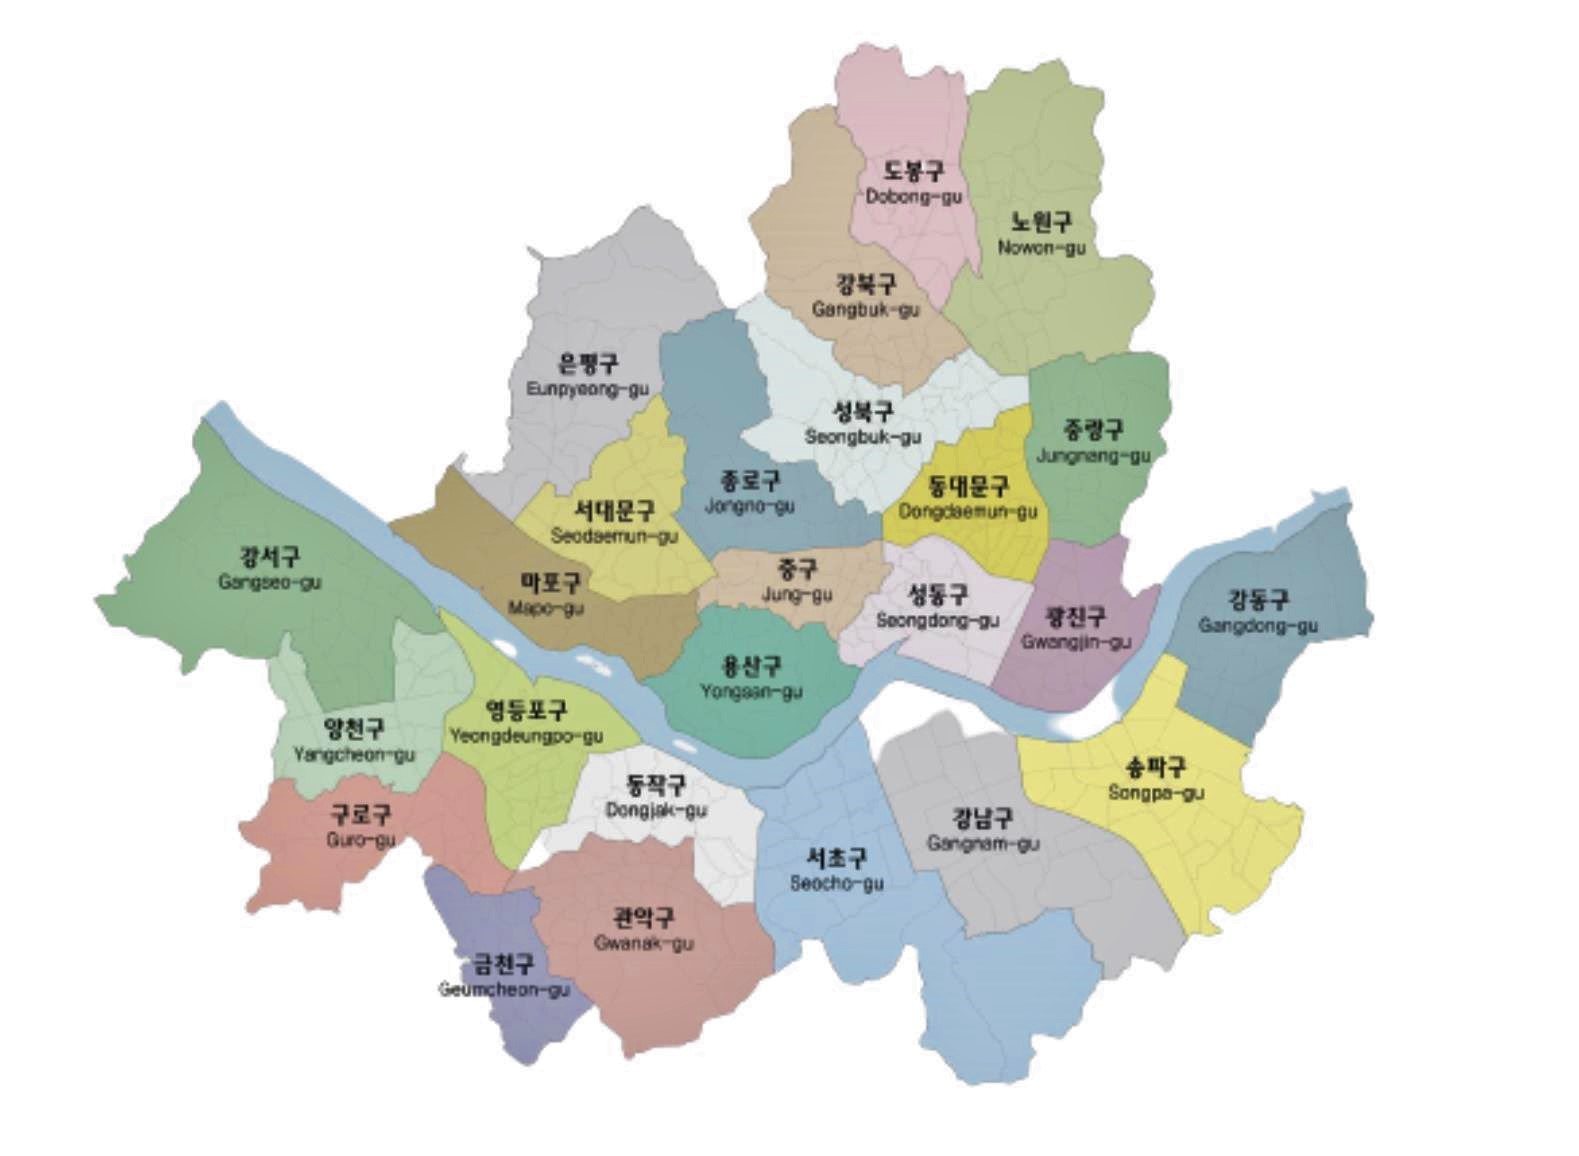 도봉구
Dobong-gu
노원구
Nowon-gu
강북구
Gangbuk-gu
은평구
Eunpyeong-gu
성북구
Seongbuk-gu
중랑구
Jungnang-gu
종로구
Jongno-gu
동대문구
Dongdaemun-gu
서대문구
Seodaemun-gu
강서구
Gangseo-gu
마포구
Mapo-gu
중구
Jung-gu
성동구
Seongdong-gu
광진구
Gwangjin-gu
강동구
Gangdong-gu
용산구
Yongsan-gu
양천구
Yangcheon-gu
영등포구
Yeongdeungpo-gu
동작구
Dongjak-gu
송파구
Songpa-gu
구로구
Guro-gu
강남구
Gangnam-gu
서초구
Seocho-gu
관악구
Gwanak-gu
금천구
Geumcheon-gu